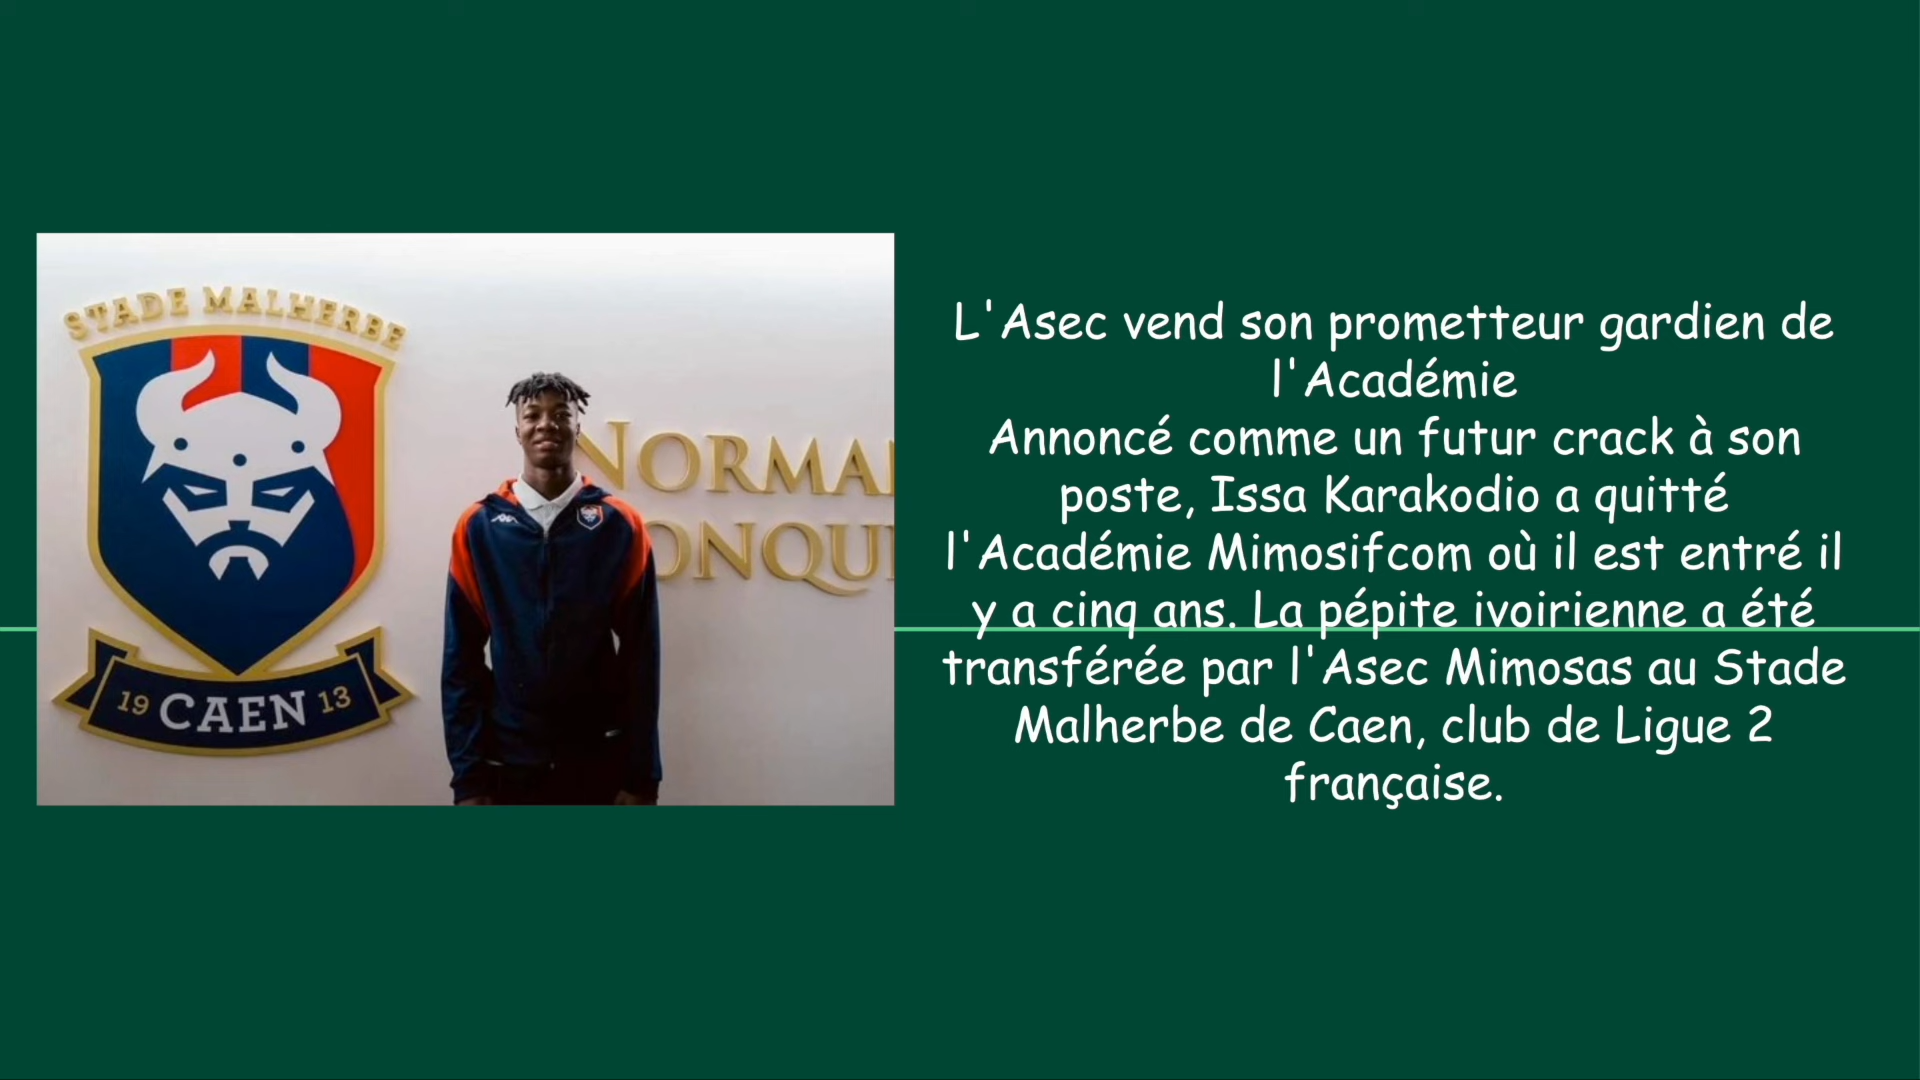 STADE MALHERBE
19 CAEN 13
NORMA
ONQU
L'Asec vend son prometteur gardien de
l'Académie
Annoncé comme un futur crack à son
poste, Issa Karakodio a quitté
l'Académie Mimosifcom où il est entré il
y a cinq ans. La pépite ivoirienne a été
transférée par l'Asec Mimosas au Stade
Malherbe de Caen, club de Ligue 2
française.